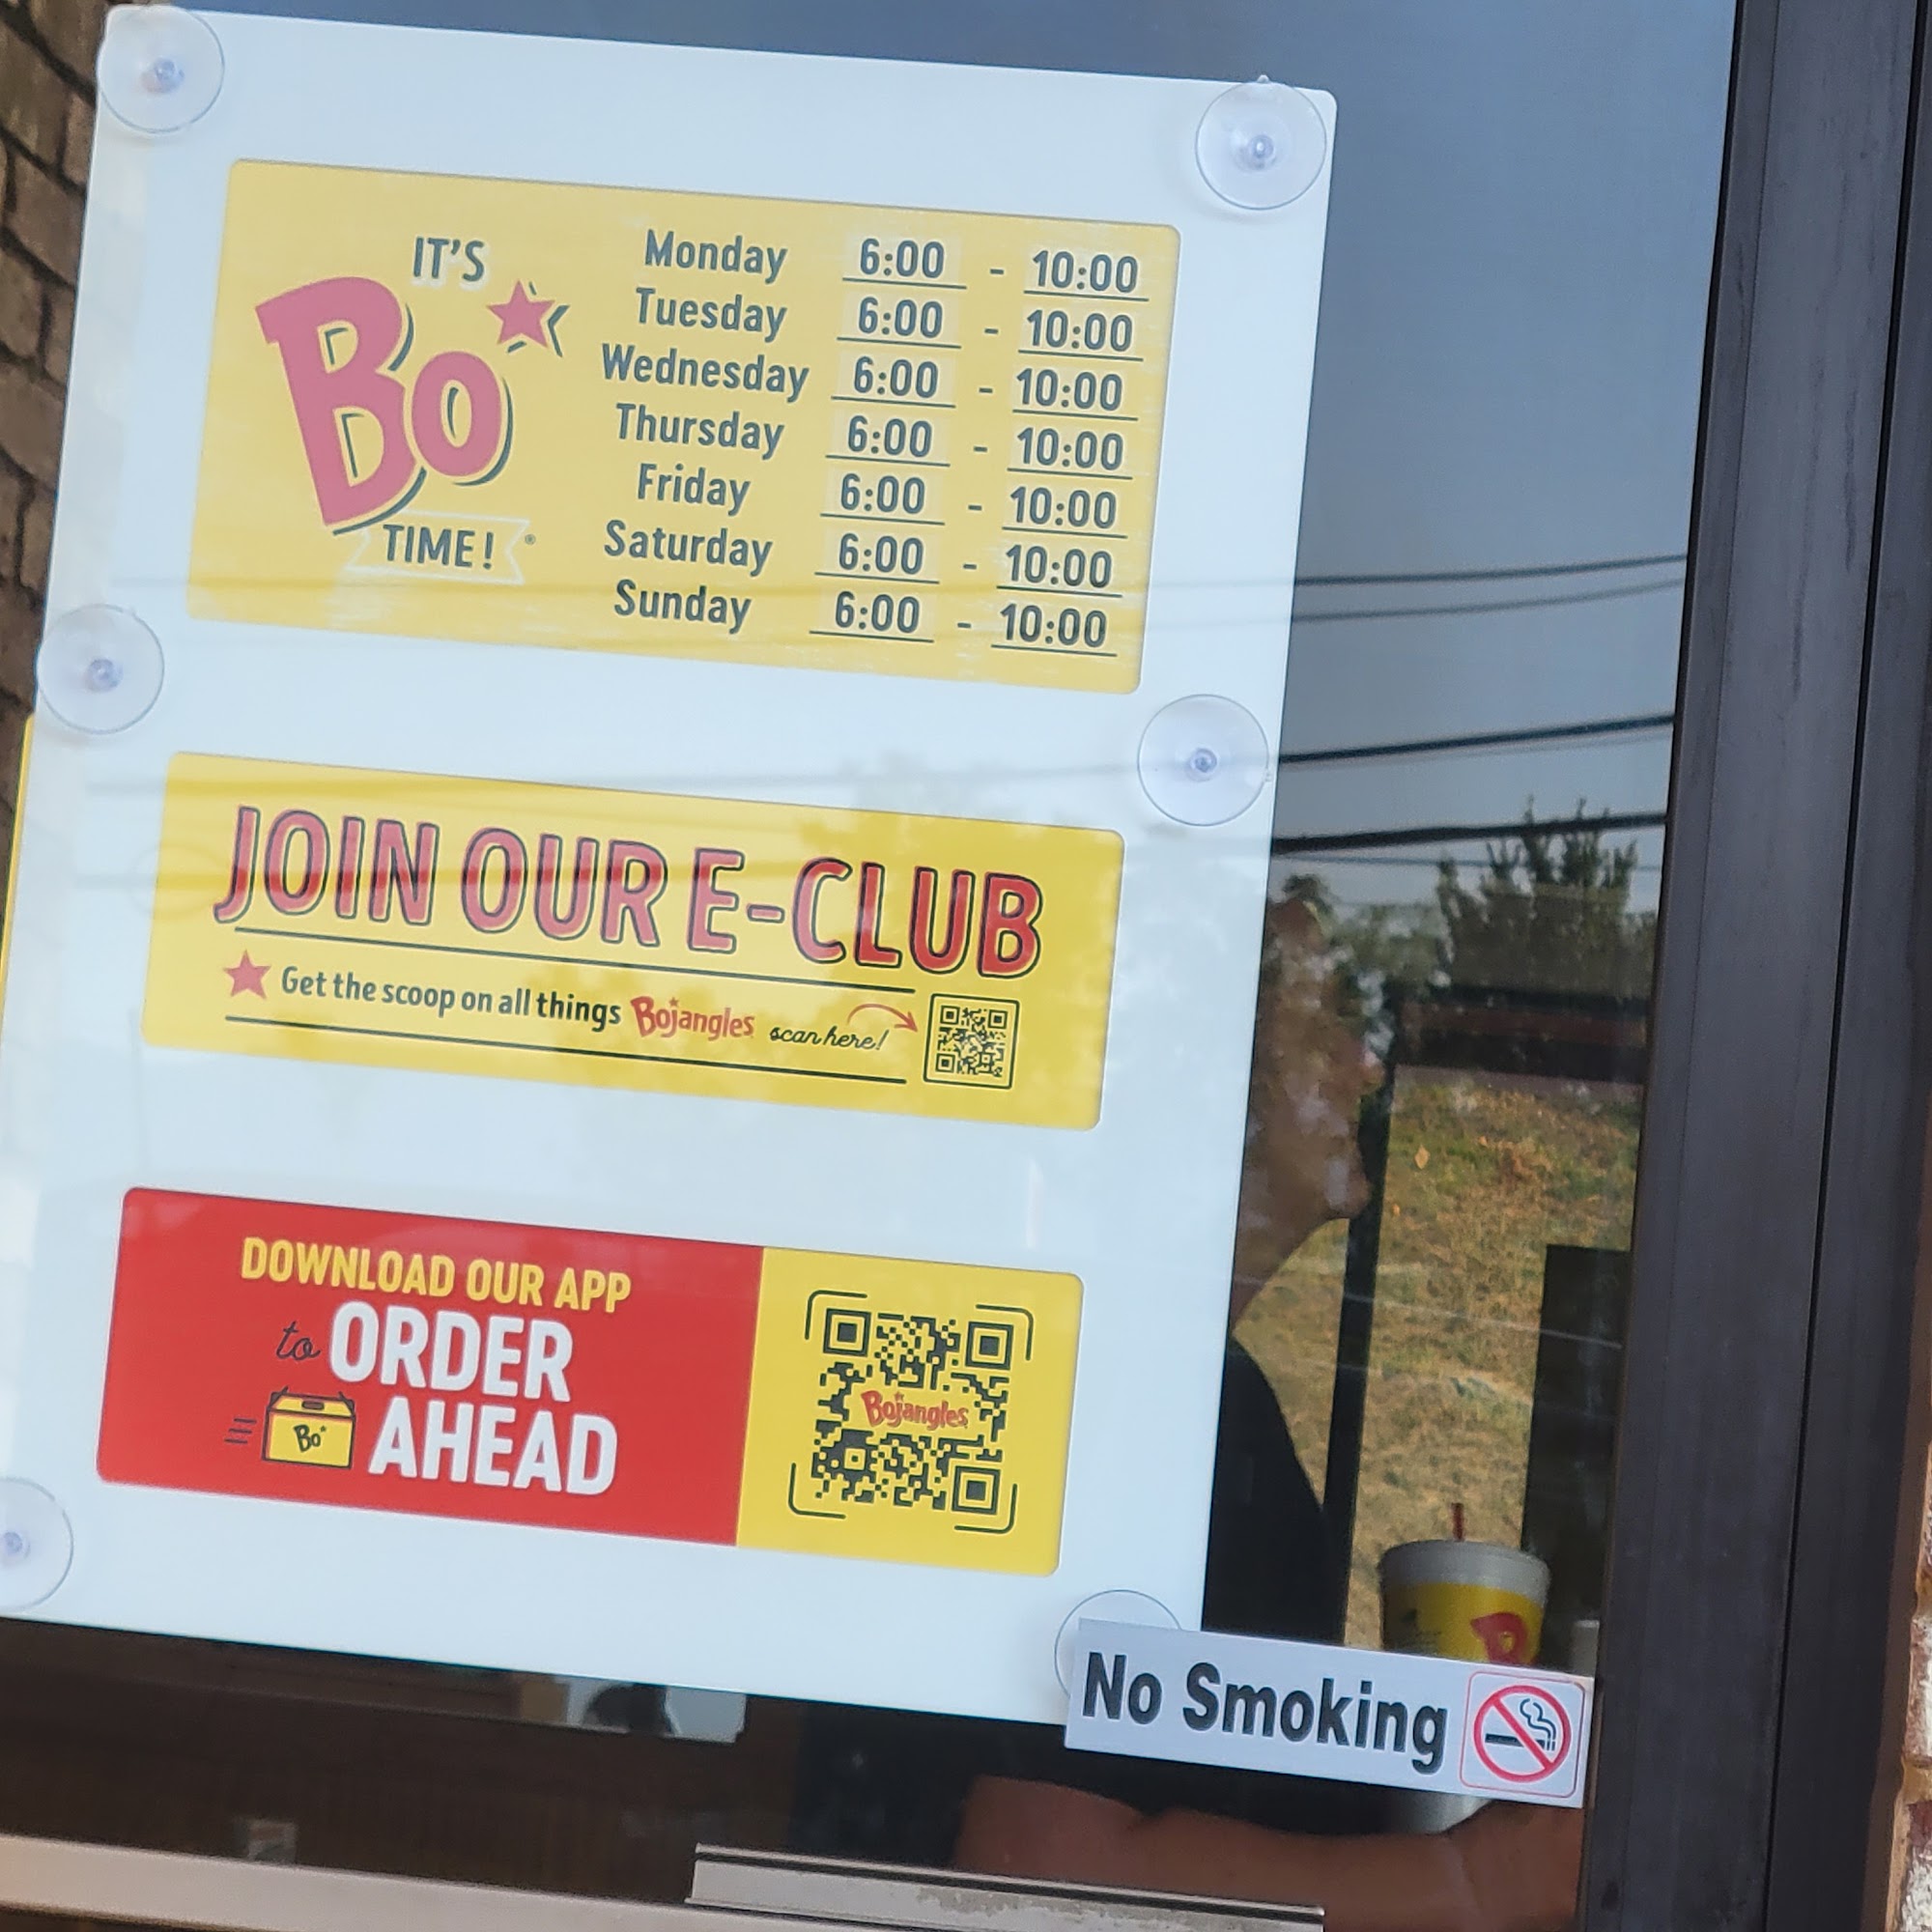 IT'S
Bo
TIME!®
Monday 6:00 - 10:00
Tuesday 6:00 - 10:00
Wednesday 6:00 - 10:00
Thursday 6:00 - 10:00
Friday 6:00 - 10:00
Saturday 6:00 - 10:00
Sunday 6:00 - 10:00
JOIN OUR E-CLUB
Get the scoop on all things Bojangles scan here!
DOWNLOAD OUR APP
to ORDER
Bo AHEAD
Bojangles
No Smoking